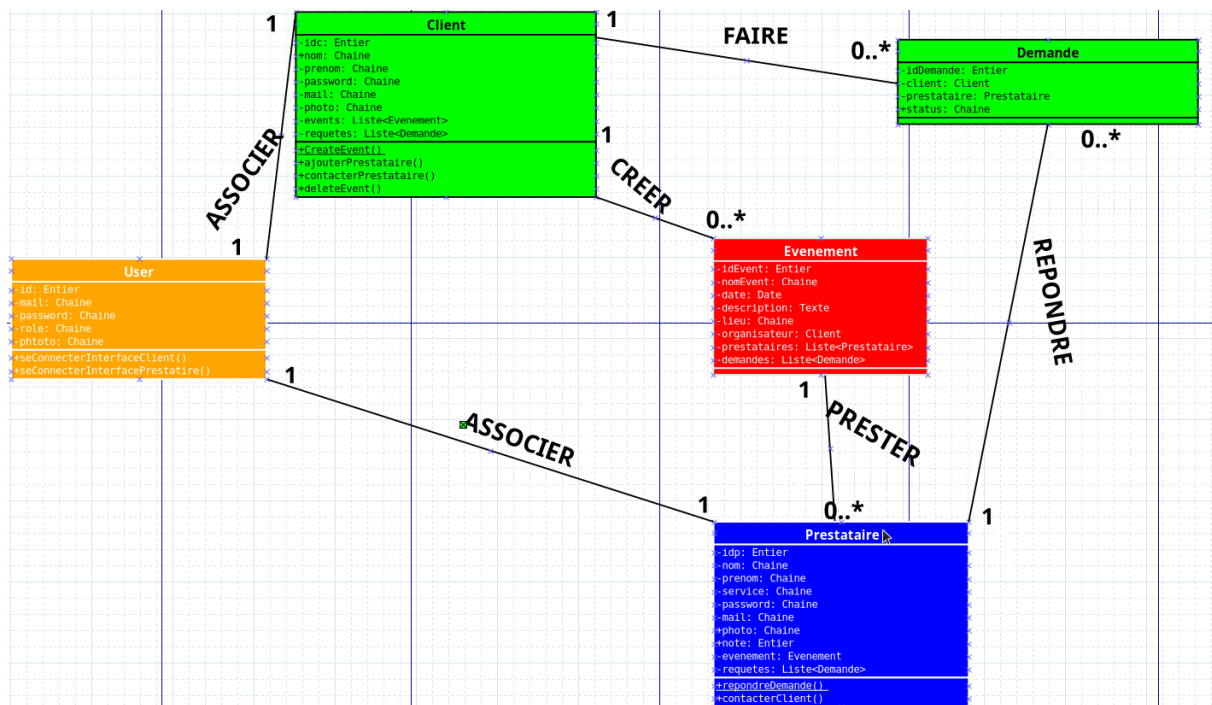 1
Client
-idc: Entier
+nom: Chaine
-prenom: Chaine
-password: Chaine
-mail: Chaine
-photo: Chaine
-events: Liste<Evenement>
-requetes: Liste<Demande>
+CreateEvent()
+ajouterPrestataire()
+contacterPrestataire()
+deleteEvent()
1
FAIRE
0..*
Demande
-idDemande: Entier
-client: Client
-prestataire: Prestataire
+status: Chaine
0..*
1
CREER
0..*
ASSOCIER
1
User
-id: Entier
-mail: Chaine
-password: Chaine
-role: Chaine
-phtoto: Chaine
+seConnecterInterfaceClient()
+seConnecterInterfacePrestatire()
1
Evenement
-idEvent: Entier
-nomEvent: Chaine
-date: Date
-description: Texte
-lieu: Chaine
-organisateur: Client
-prestataires: Liste<Prestataire>
-demandes: Liste<Demande>
REPONDRE
1
PRESTER
ASSOCIER
1
0..*
1
Prestataire
-idp: Entier
-nom: Chaine
-prenom: Chaine
-service: Chaine
-password: Chaine
-mail: Chaine
+photo: Chaine
+note: Entier
-evenement: Evenement
-requetes: Liste<Demande>
+repondreDemande()
+contacterClient()